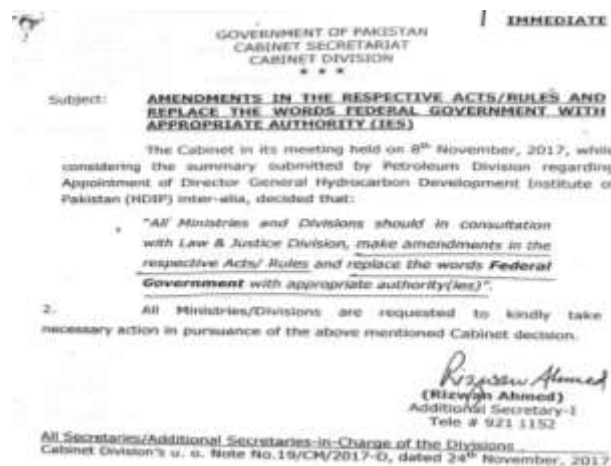 IMMEDIATE
GOVERNMENT OF PAKISTAN
CABINET SECRETARIAT
CABINET DIVISION
* * *
Subject: AMENDMENTS IN THE RESPECTIVE ACTS/RULES AND
REPLACE THE WORDS FEDERAL GOVERNMENT WITH
APPROPRIATE AUTHORITY (IES)
The Cabinet in its meeting held on 8th November, 2017, while
considering the summary submitted by Petroleum Division regarding
Appointment of Director General Hydrocarbon Development Institute of
Pakistan (HDIP) inter-alia, decided that:
"All Ministries and Divisions should in consultation
with Law & Justice Division, make amendments in the
respective Acts/ Rules and replace the words Federal
Government with appropriate authority(ies)".
2. All Ministries/Divisions are requested to kindly take
necessary action in pursuance of the above mentioned Cabinet decision.
Rizwan Ahmed
(Rizwan Ahmed)
Additional Secretary-I
Tele # 921 1152
All Secretaries/Additional Secretaries-in-Charge of the Divisions
Cabinet Division's u. o. Note No.19/CM/2017-D, dated 24th November, 2017